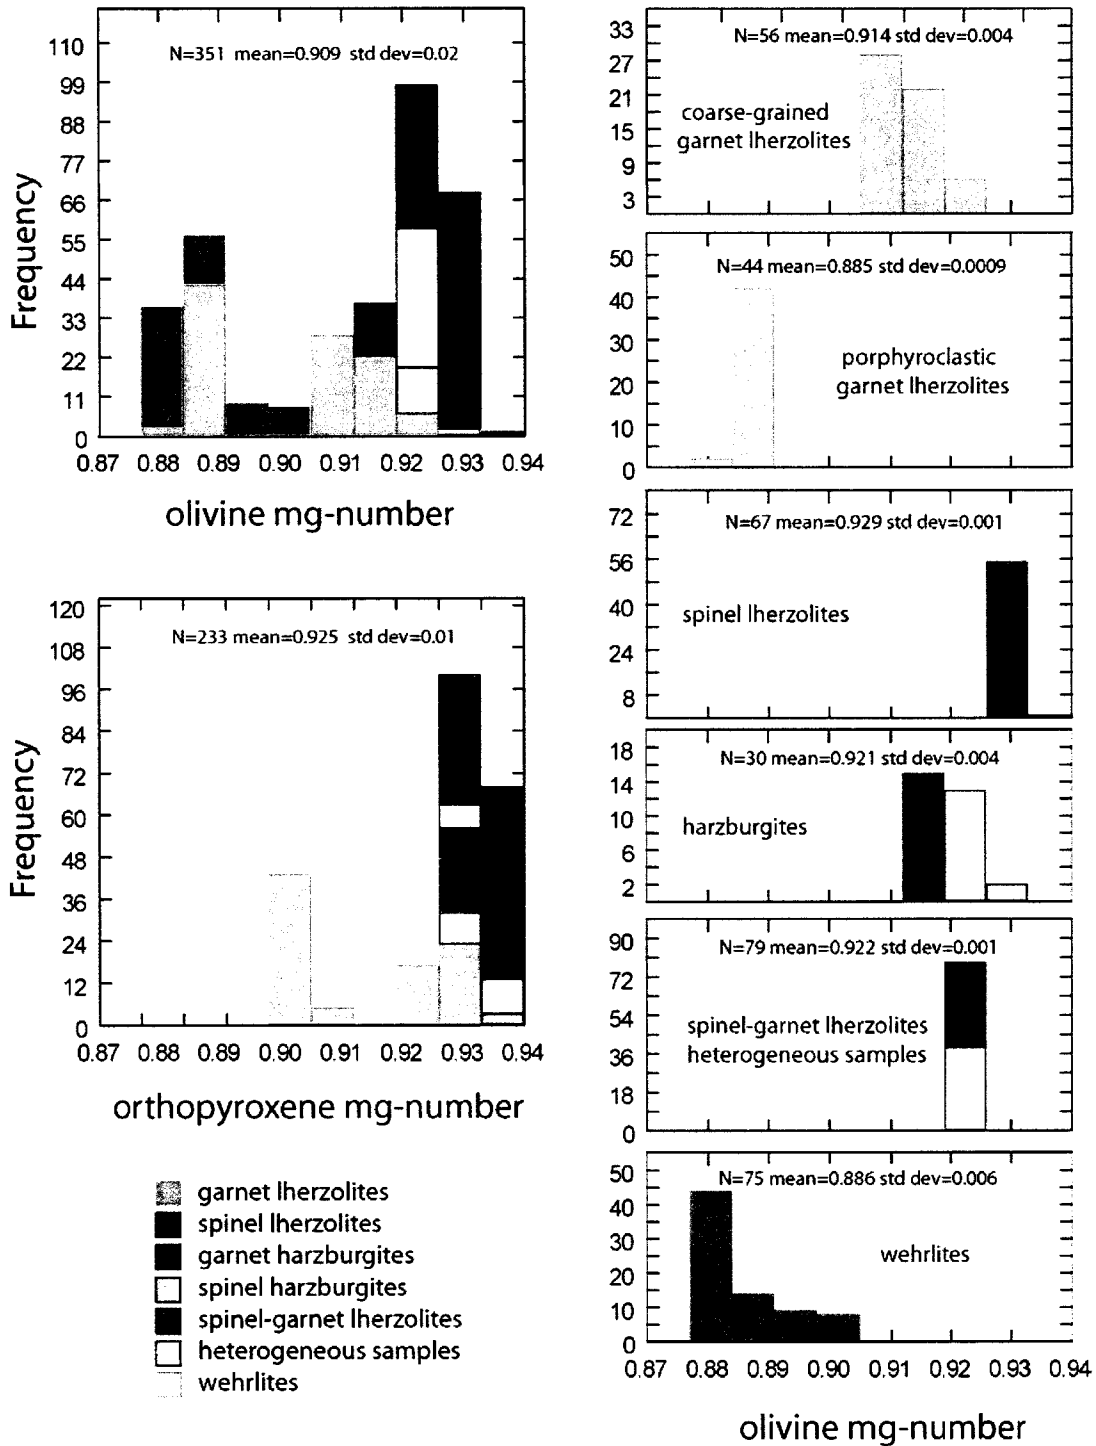 N=351 mean=0.909 std dev=0.02
110
99
88
77
66
55
44
33
22
11
0
Frequency
0.87 0.88 0.89 0.90 0.91 0.92 0.93 0.94
olivine mg-number
N=233 mean=0.925 std dev=0.01
120
108
96
84
72
60
48
36
24
12
0
Frequency
0.87 0.88 0.89 0.90 0.91 0.92 0.93 0.94
orthopyroxene mg-number
garnet lherzolites
spinel lherzolites
garnet harzburgites
spinel harzburgites
spinel-garnet lherzolites
heterogeneous samples
wehrlites
N=56 mean=0.914 std dev=0.004
33
27
21
15
9
3
coarse-grained
garnet lherzolites
N=44 mean=0.885 std dev=0.0009
50
40
30
20
10
0
porphyroclastic
garnet lherzolites
N=67 mean=0.929 std dev=0.001
72
56
40
24
8
spinel lherzolites
N=30 mean=0.921 std dev=0.004
18
14
10
6
2
harzburgites
N=79 mean=0.922 std dev=0.001
90
72
54
36
18
0
spinel-garnet lherzolites
heterogeneous samples
N=75 mean=0.886 std dev=0.006
50
40
30
20
10
0
wehrlites
0.87 0.88 0.89 0.90 0.91 0.92 0.93 0.94
olivine mg-number